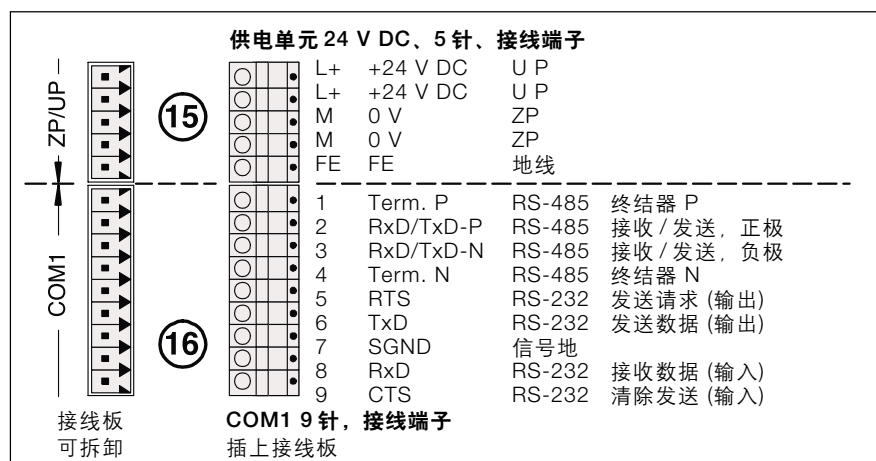 供电单元 24 V DC、5 针、接线端子
ZP/UP
15
L+ +24 V DC U P
L+ +24 V DC U P
M 0 V ZP
M 0 V ZP
FE FE 地线
COM1
16
1 Term. P RS-485 终结器 P
2 RxD/TxD-P RS-485 接收 / 发送，正极
3 RxD/TxD-N RS-485 接收 / 发送，负极
4 Term. N RS-485 终结器 N
5 RTS RS-232 发送请求 (输出)
6 TxD RS-232 发送数据 (输出)
7 SGND 信号地
8 RxD RS-232 接收数据 (输入)
9 CTS RS-232 清除发送 (输入)
接线板
可拆卸
COM1 9 针，接线端子
插上接线板